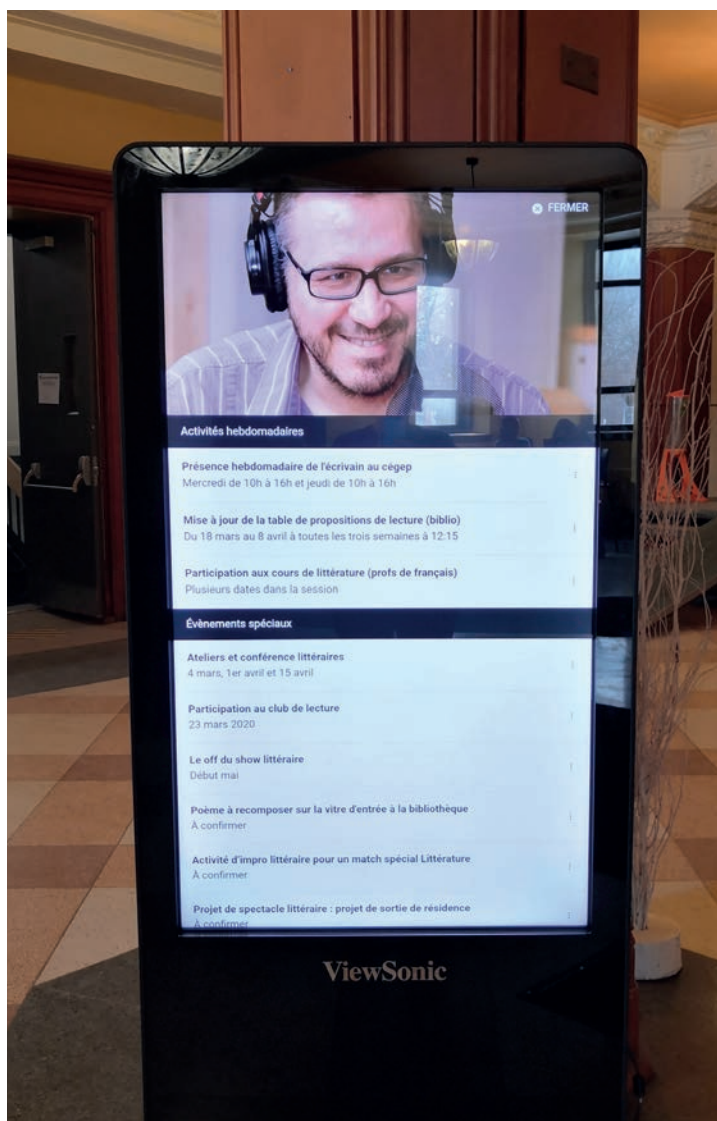 FERMER
Activités hebdomadaires
Présence hebdomadaire de l'écrivain au cégep
Mercredi de 10h à 16h et jeudi de 10h à 16h
Mise à jour de la table de propositions de lecture (biblio)
Du 18 mars au 8 avril à toutes les trois semaines à 12:15
Participation aux cours de littérature (profs de français)
Plusieurs dates dans la session
Évènements spéciaux
Ateliers et conférence littéraires
4 mars, 1er avril et 15 avril
Participation au club de lecture
23 mars 2020
Le off du show littéraire
Début mai
Poème à recomposer sur la vitre d'entrée à la bibliothèque
À confirmer
Activité d'impro littéraire pour un match spécial Littérature
À confirmer
Projet de spectacle littéraire : projet de sortie de résidence
À confirmer
ViewSonic